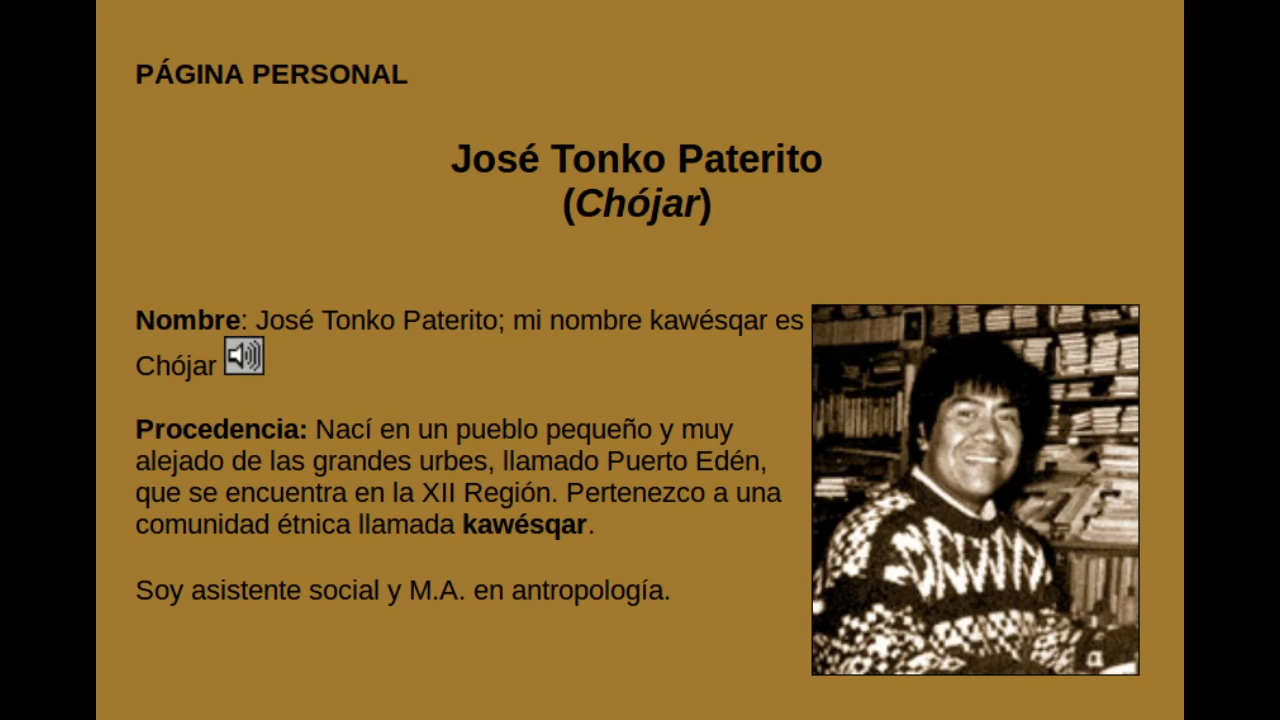 PÁGINA PERSONAL
José Tonko Paterito
(Chójar)
Nombre: José Tonko Paterito; mi nombre kawésqar es
Chójar
Procedencia: Nací en un pueblo pequeño y muy
alejado de las grandes urbes, llamado Puerto Edén,
que se encuentra en la XII Región. Pertenezco a una
comunidad étnica llamada kawésqar.
Soy asistente social y M.A. en antropología.